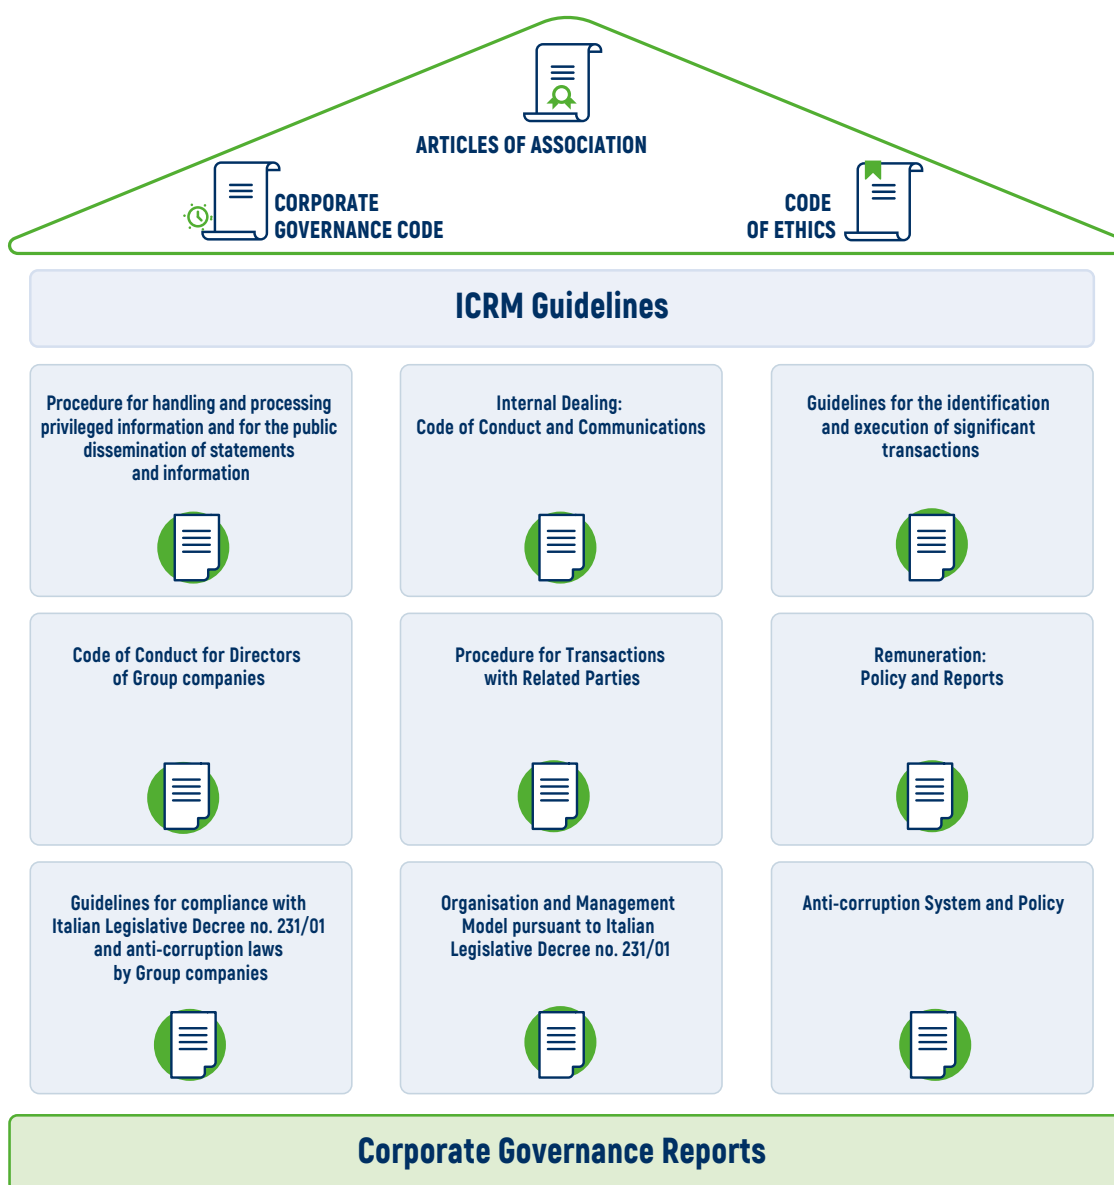 ARTICLES OF ASSOCIATION
CORPORATE
GOVERNANCE CODE
CODE
OF ETHICS
ICRM Guidelines
Procedure for handling and processing
privileged information and for the public
dissemination of statements
and information
Internal Dealing:
Code of Conduct and Communications
Guidelines for the identification
and execution of significant
transactions
Code of Conduct for Directors
of Group companies
Procedure for Transactions
with Related Parties
Remuneration:
Policy and Reports
Guidelines for compliance with
Italian Legislative Decree no. 231/01
and anti-corruption laws
by Group companies
Organisation and Management
Model pursuant to Italian
Legislative Decree no. 231/01
Anti-corruption System and Policy
Corporate Governance Reports